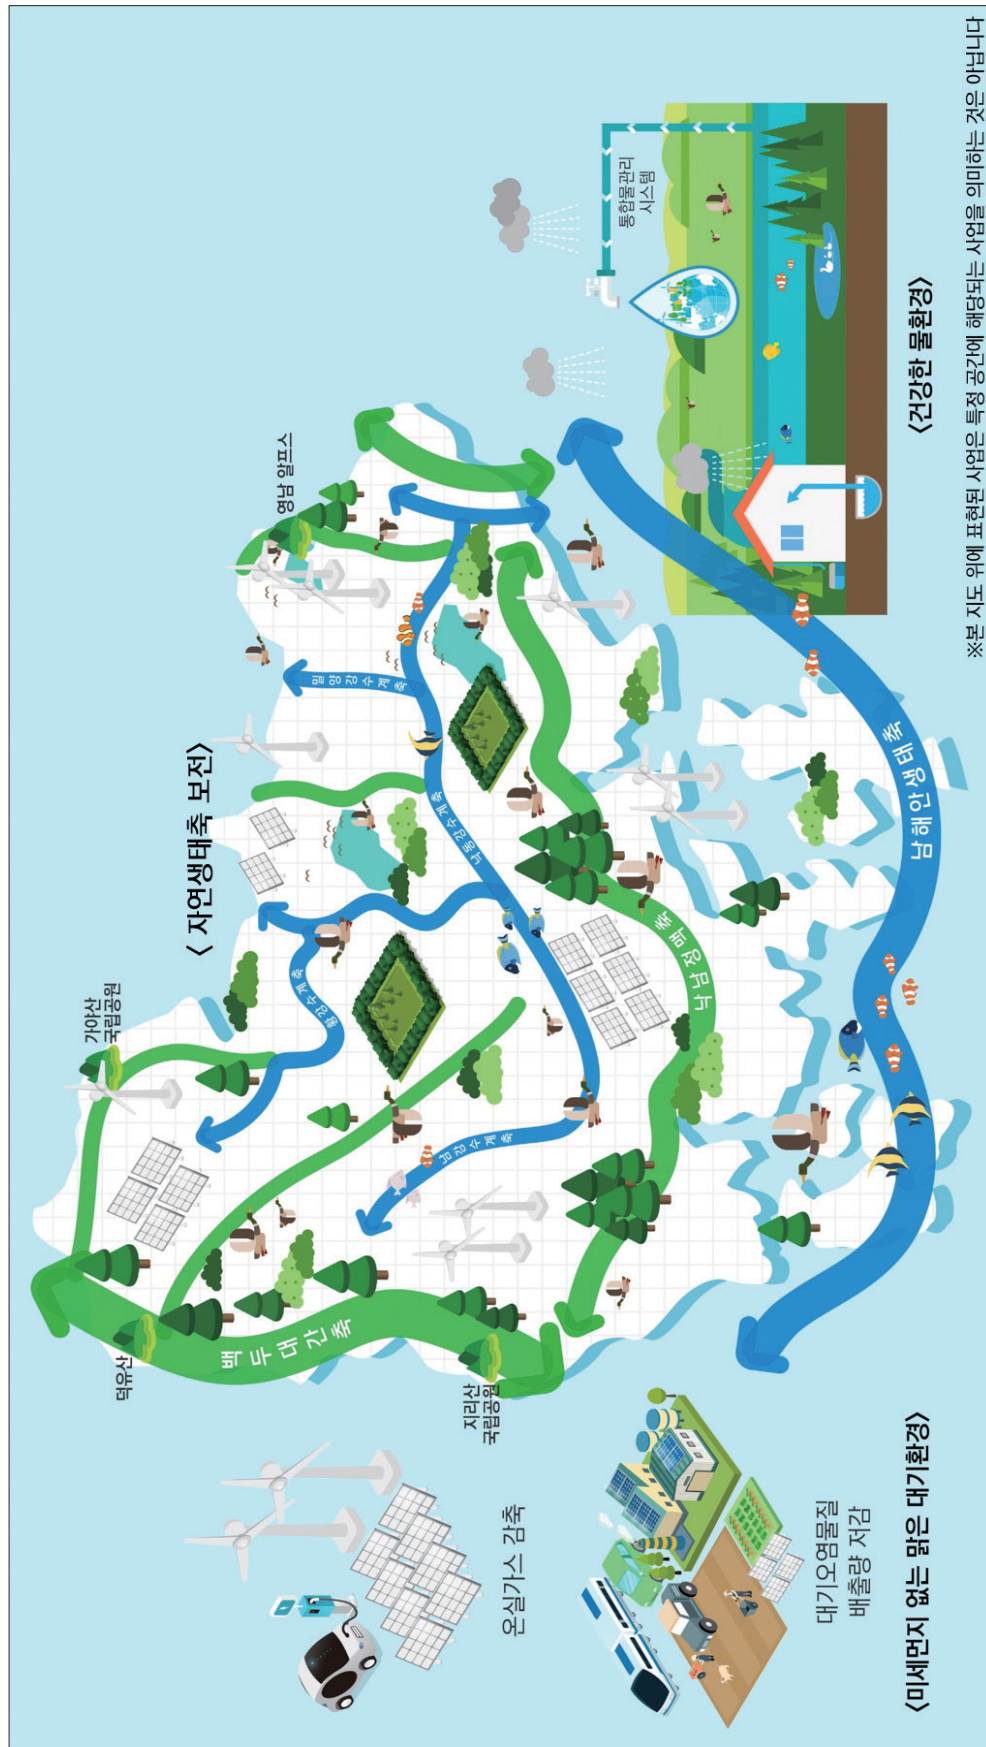 <자연생태축 보전>
영남 알프스
가야산
국립공원
덕유산
지리산
국립공원
백두대간축
밀양강수계축
낙동강수계축
황강수계축
남강수계축
낙남정맥축
남해안생태축
통합물관리
시스템
<건강한 물환경>
온실가스 감축
대기오염물질
배출량 저감
<미세먼지 없는 맑은 대기환경>
※본 지도 위에 표현된 사업은 특정 공간에 해당되는 사업을 의미하는 것은 아닙니다